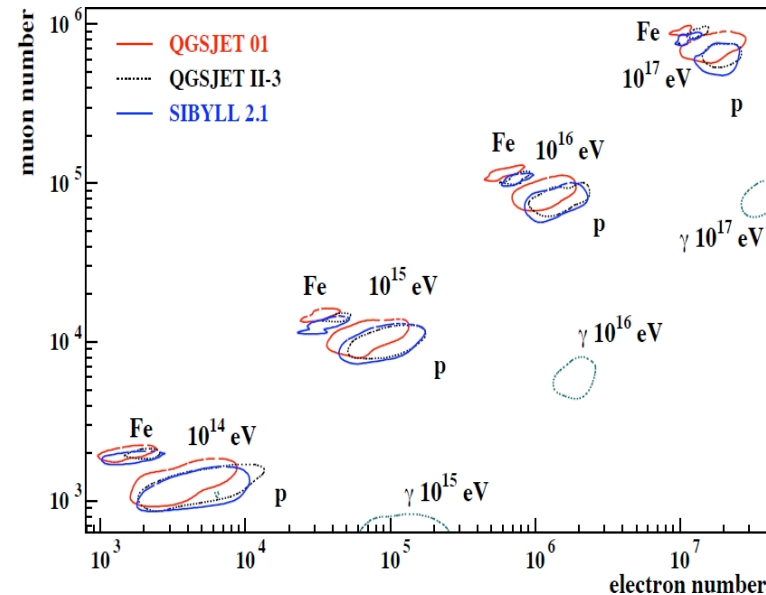 muon number
10^6
10^5
10^4
10^3
QGSJET 01
QGSJET II-3
SIBYLL 2.1
Fe
10^17 eV
p
Fe
10^16 eV
p
γ 10^17 eV
Fe
10^15 eV
p
γ 10^16 eV
Fe
10^14 eV
p
γ 10^15 eV
10^3
10^4
10^5
10^6
10^7
electron number